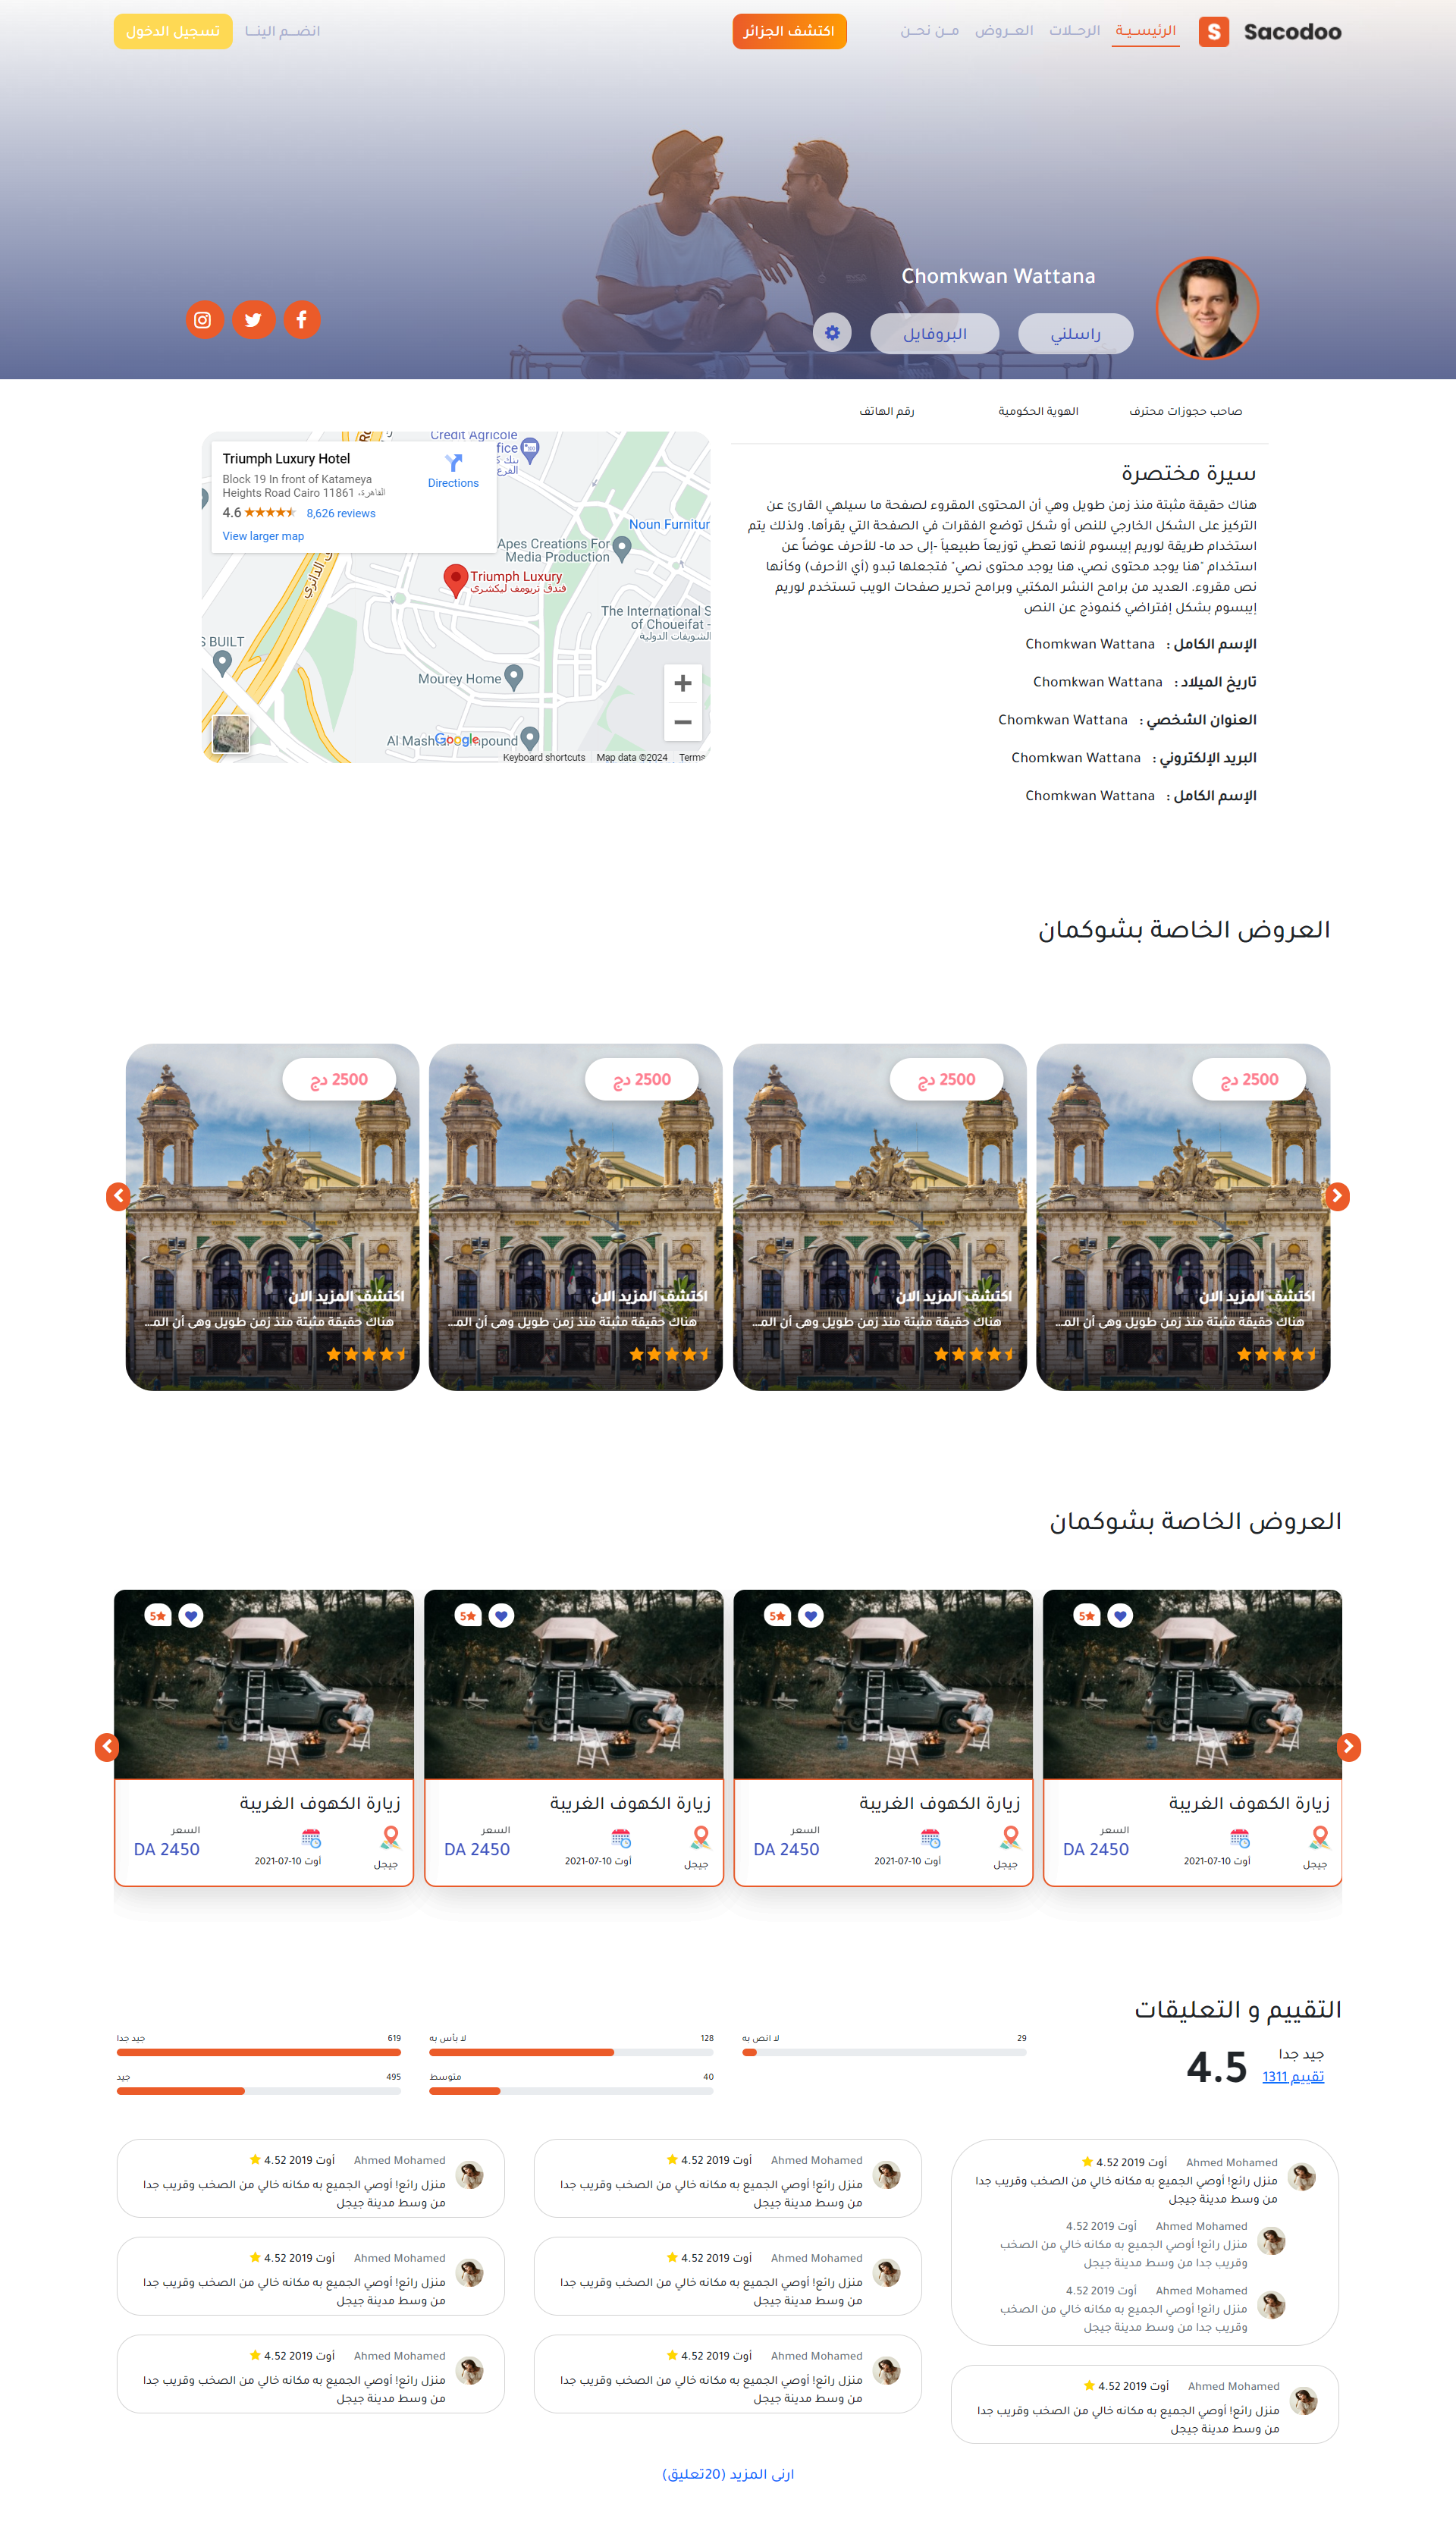 Sacodoo
S
الرئيسيـة
الرحـلات
العـروض
مـن نحـن
اكتشف الجزائر
انضـم الينـا
تسجيل الدخول
Chomkwan Wattana
راسلني
البروفايل
صاحب حجوزات محترف
الهوية الحكومية
رقم الهاتف
سيرة مختصرة
هناك حقيقة مثبتة منذ زمن طويل وهي أن المحتوى المقروء لصفحة ما سيلهي القارئ عن
التركيز على الشكل الخارجي للنص أو شكل توضع الفقرات في الصفحة التي يقرأها. ولذلك يتم
استخدام طريقة لوريم إيبسوم لأنها تعطي توزيعاَ طبيعياَ -إلى حد ما- للأحرف عوضاً عن
استخدام "هنا يوجد محتوى نصي، هنا يوجد محتوى نصي" فتجعلها تبدو (أي الأحرف) وكأنها
نص مقروء. العديد من برامح النشر المكتبي وبرامح تحرير صفحات الويب تستخدم لوريم
إيبسوم بشكل إفتراضي كنموذج عن النص
الإسم الكامل : Chomkwan Wattana
تاريخ الميلاد : Chomkwan Wattana
العنوان الشخصي : Chomkwan Wattana
البريد الإلكتروني : Chomkwan Wattana
الإسم الكامل : Chomkwan Wattana
Triumph Luxury Hotel
Block 19 In front of Katameya
Heights Road Cairo 11861 ،القاهرة
4.6
8,626 reviews
View larger map
Directions
Credit Agricole
fice
الفرع
Noun Furnitur
Apes Creations For
Media Production
Triumph Luxury
فندق تريومف ليكشري
الدائري
The International S
of Choueifat -
الشويفات الدولية
S BUILT
Mourey Home
Al Masht
mpound
Google
Keyboard shortcuts
Map data ©2024
Terms
العروض الخاصة بشوكمان
2500 دج
اكتشف المزيد الان
هناك حقيقة مثبتة منذ زمن طويل وهي أن المـ...
2500 دج
اكتشف المزيد الان
هناك حقيقة مثبتة منذ زمن طويل وهي أن المـ...
2500 دج
اكتشف المزيد الان
هناك حقيقة مثبتة منذ زمن طويل وهي أن المـ...
2500 دج
اكتشف المزيد الان
هناك حقيقة مثبتة منذ زمن طويل وهي أن المـ...
العروض الخاصة بشوكمان
5
زيارة الكهوف الغريبة
جيجل
أوت 10-07-2021
السعر
DA 2450
5
زيارة الكهوف الغريبة
جيجل
أوت 10-07-2021
السعر
DA 2450
5
زيارة الكهوف الغريبة
جيجل
أوت 10-07-2021
السعر
DA 2450
5
زيارة الكهوف الغريبة
جيجل
أوت 10-07-2021
السعر
DA 2450
التقييم و التعليقات
جيد جدا
تقييم 1311
4.5
29
لا انص به
128
لا بأس به
619
جيد جدا
40
متوسط
495
جيد
Ahmed Mohamed أوت 2019 4.52
منزل رائع! أوصي الجميع به مكانه خالي من الصخب وقريب جدا
من وسط مدينة جيجل
Ahmed Mohamed أوت 2019 4.52
منزل رائع! أوصي الجميع به مكانه خالي من الصخب
وقريب جدا من وسط مدينة جيجل
Ahmed Mohamed أوت 2019 4.52
منزل رائع! أوصي الجميع به مكانه خالي من الصخب
وقريب جدا من وسط مدينة جيجل
Ahmed Mohamed أوت 2019 4.52
منزل رائع! أوصي الجميع به مكانه خالي من الصخب وقريب جدا
من وسط مدينة جيجل
Ahmed Mohamed أوت 2019 4.52
منزل رائع! أوصي الجميع به مكانه خالي من الصخب وقريب جدا
من وسط مدينة جيجل
Ahmed Mohamed أوت 2019 4.52
منزل رائع! أوصي الجميع به مكانه خالي من الصخب وقريب جدا
من وسط مدينة جيجل
Ahmed Mohamed أوت 2019 4.52
منزل رائع! أوصي الجميع به مكانه خالي من الصخب وقريب جدا
من وسط مدينة جيجل
Ahmed Mohamed أوت 2019 4.52
منزل رائع! أوصي الجميع به مكانه خالي من الصخب وقريب جدا
من وسط مدينة جيجل
Ahmed Mohamed أوت 2019 4.52
منزل رائع! أوصي الجميع به مكانه خالي من الصخب وقريب جدا
من وسط مدينة جيجل
Ahmed Mohamed أوت 2019 4.52
منزل رائع! أوصي الجميع به مكانه خالي من الصخب وقريب جدا
من وسط مدينة جيجل
ارنى المزيد (20تعليق)